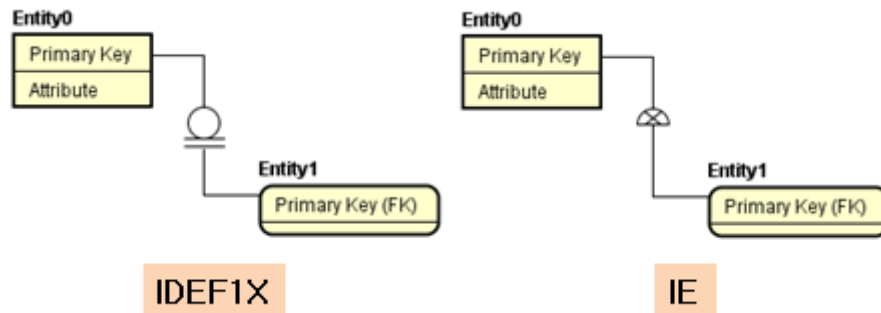 Entity0
Primary Key
Attribute
Entity1
Primary Key (FK)
IDEF1X
Entity0
Primary Key
Attribute
Entity1
Primary Key (FK)
IE